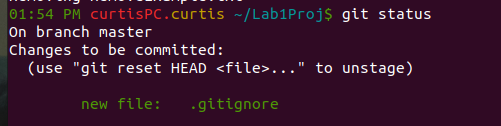 01:54 PM curtisPC.curtis ~/Lab1Proj$ git status
On branch master
Changes to be committed:
(use "git reset HEAD <file>..." to unstage)
new file: .gitignore